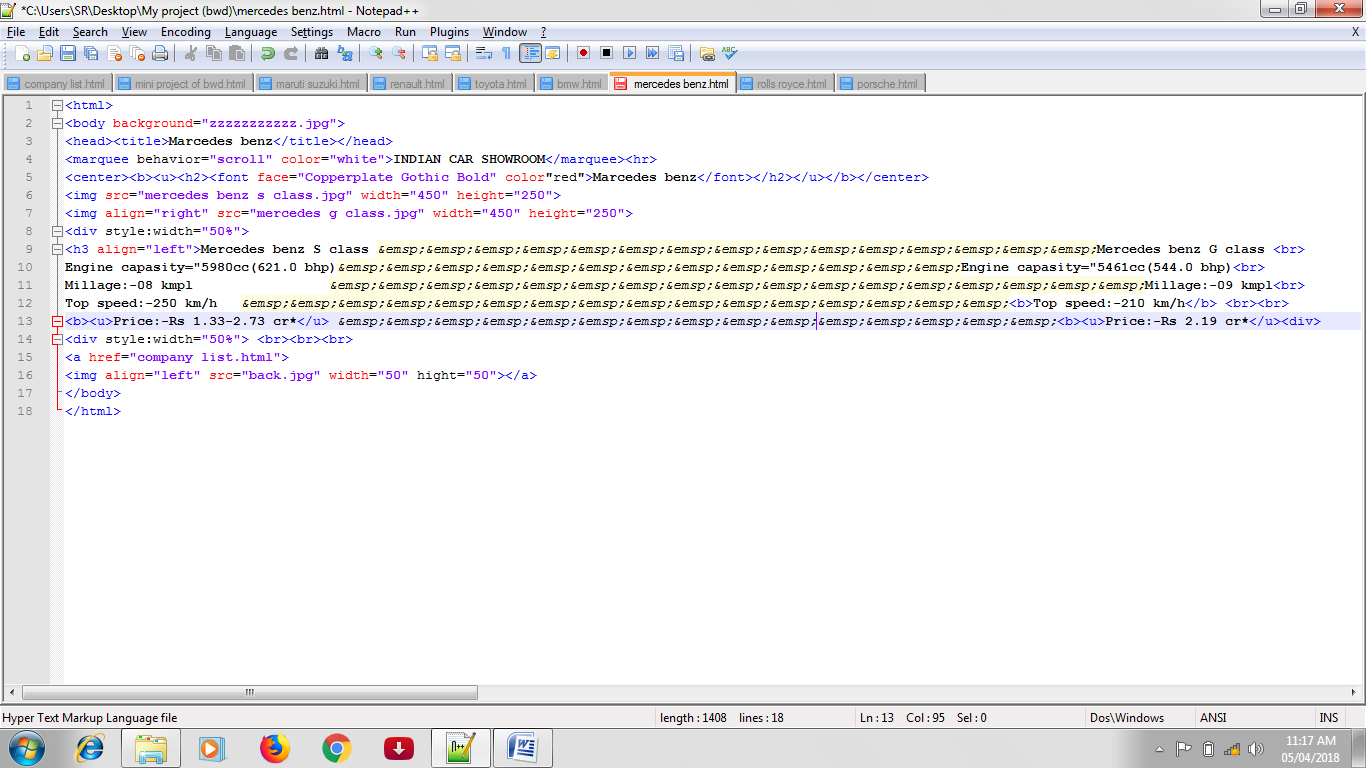 *C:\Users\SR\Desktop\My project (bwd)\mercedes benz.html - Notepad++
File Edit Search View Encoding Language Settings Macro Run Plugins Window ? X
company list.html mini project of bwd.html maruti suzuki.html renault.html toyota.html bmw.html mercedes benz.html rolls royce.html porsche.html
1 <html>
2 <body background="zzzzzzzzzzz.jpg">
3 <head><title>Marcedes benz</title></head>
4 <marquee behavior="scroll" color="white">INDIAN CAR SHOWROOM</marquee><hr>
5 <center><b><u><h2><font face="Copperplate Gothic Bold" color"red">Marcedes benz</font></h2></u></b></center>
6 <img src="mercedes benz s class.jpg" width="450" height="250">
7 <img align="right" src="mercedes g class.jpg" width="450" height="250">
8 <div style:width="50%">
9 <h3 align="left">Mercedes benz S class &emsp;&emsp;&emsp;&emsp;&emsp;&emsp;&emsp;&emsp;&emsp;&emsp;&emsp;&emsp;&emsp;&emsp;&emsp;Mercedes benz G class <br>
10 Engine capasity="5980cc(621.0 bhp)&emsp;&emsp;&emsp;&emsp;&emsp;&emsp;&emsp;&emsp;&emsp;&emsp;&emsp;&emsp;&emsp;Engine capasity="5461cc(544.0 bhp)<br>
11 Millage:-08 kmpl &emsp;&emsp;&emsp;&emsp;&emsp;&emsp;&emsp;&emsp;&emsp;&emsp;&emsp;&emsp;&emsp;&emsp;&emsp;&emsp;&emsp;Millage:-09 kmpl<br>
12 Top speed:-250 km/h &emsp;&emsp;&emsp;&emsp;&emsp;&emsp;&emsp;&emsp;&emsp;&emsp;&emsp;&emsp;&emsp;&emsp;&emsp;&emsp;<b>Top speed:-210 km/h</b> <br><br>
13 <b><u>Price:-Rs 1.33-2.73 cr*</u> &emsp;&emsp;&emsp;&emsp;&emsp;&emsp;&emsp;&emsp;&emsp;&emsp;&emsp;&emsp;&emsp;&emsp;&emsp;<b><u>Price:-Rs 2.19 cr*</u><div>
14 <div style:width="50%"> <br><br><br>
15 <a href="company list.html">
16 <img align="left" src="back.jpg" width="50" hight="50"></a>
17 </body>
18 </html>
Hyper Text Markup Language file length : 1408 lines : 18 Ln : 13 Col : 95 Sel : 0 Dos\Windows ANSI INS
11:17 AM
05/04/2018